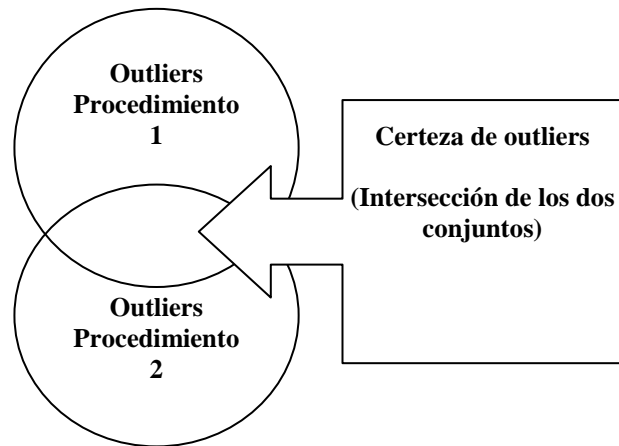 Outliers
Procedimiento
1
Certeza de outliers
(Intersección de los dos
conjuntos)
Outliers
Procedimiento
2